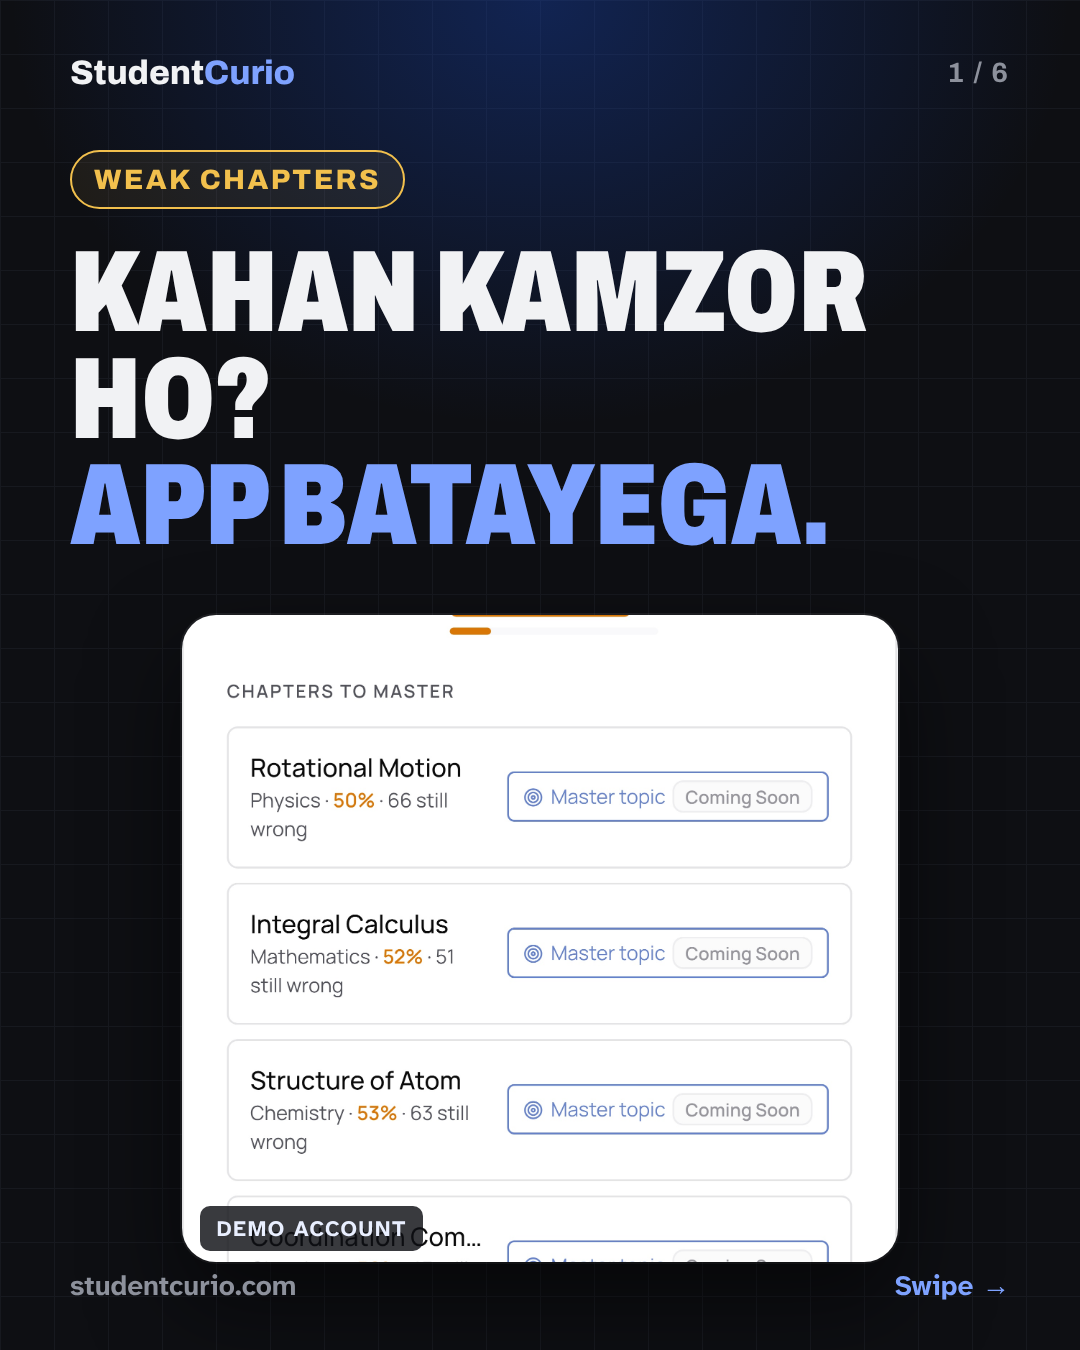 StudentCurio
1 / 6
WEAK CHAPTERS
KAHAN KAMZOR
HO?
APP BATAYEGA.
CHAPTERS TO MASTER
Rotational Motion
Physics · 50% · 66 still
wrong
Master topic Coming Soon
Integral Calculus
Mathematics · 52% · 51
still wrong
Master topic Coming Soon
Structure of Atom
Chemistry · 53% · 63 still
wrong
Master topic Coming Soon
Coordination Com...
DEMO ACCOUNT
studentcurio.com
Swipe →